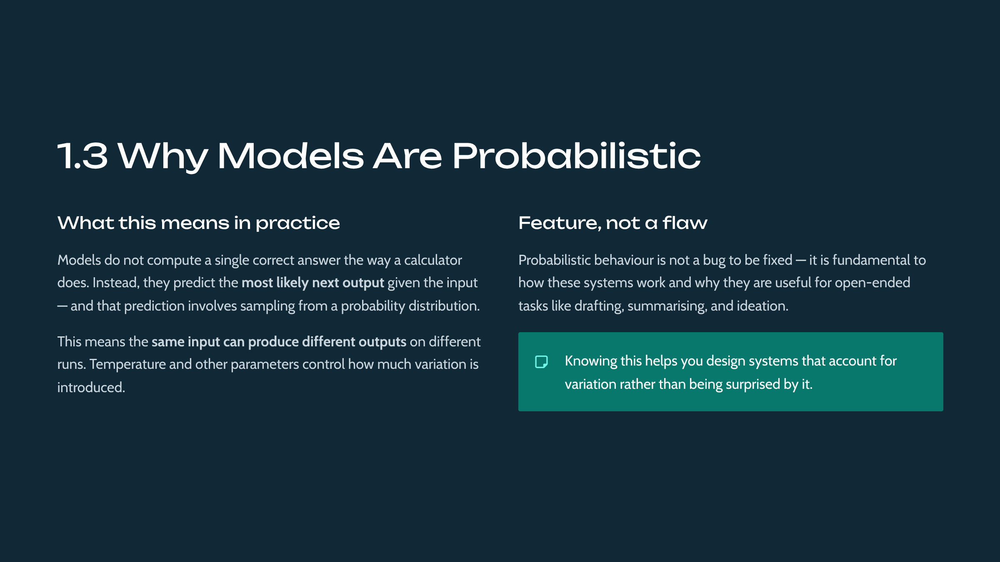 1.3 Why Models Are Probabilistic
What this means in practice
Models do not compute a single correct answer the way a calculator
does. Instead, they predict the most likely next output given the input
— and that prediction involves sampling from a probability distribution.
This means the same input can produce different outputs on different
runs. Temperature and other parameters control how much variation is
introduced.
Feature, not a flaw
Probabilistic behaviour is not a bug to be fixed — it is fundamental to
how these systems work and why they are useful for open-ended
tasks like drafting, summarising, and ideation.
Knowing this helps you design systems that account for
variation rather than being surprised by it.